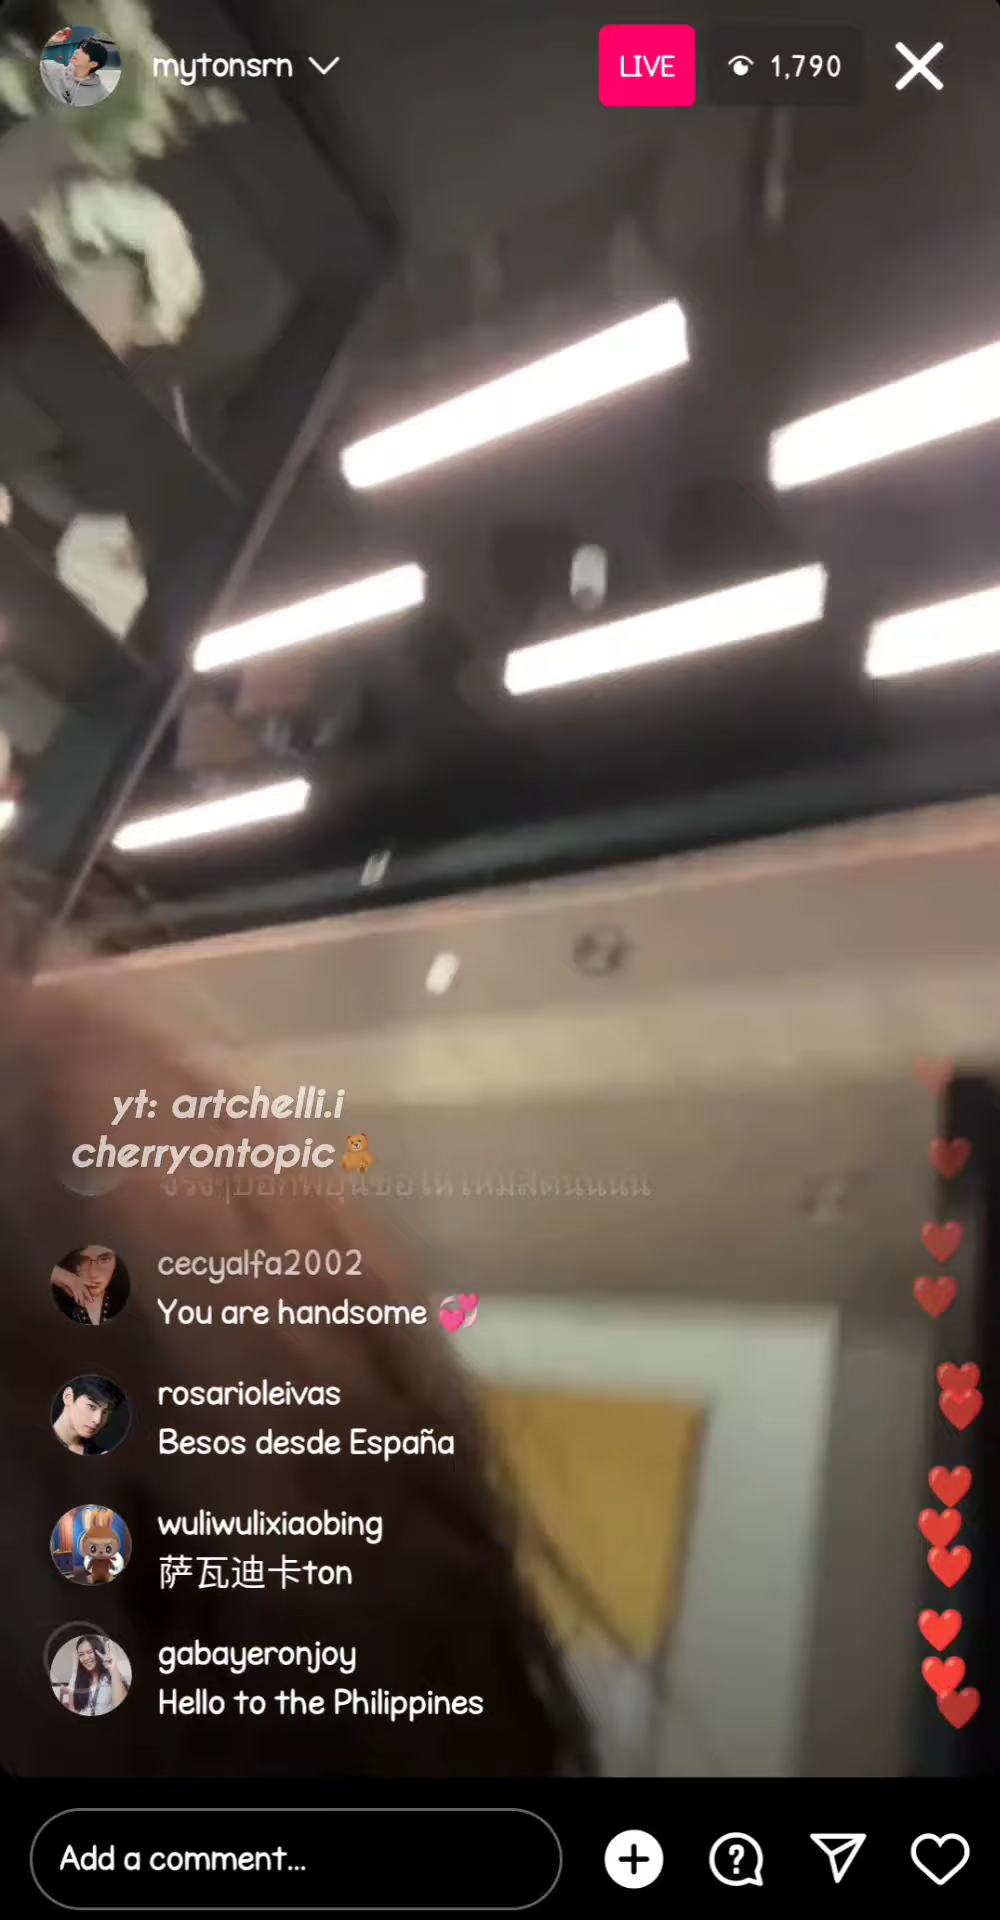 mytonsrn
LIVE
1,790
yt: artchelli.i
cherryontopic🧸
cecyalfa2002
You are handsome 💞
rosarioleivas
Besos desde España
wuliwulixiaobing
萨瓦迪卡ton
gabayeronjoy
Hello to the Philippines
Add a comment...